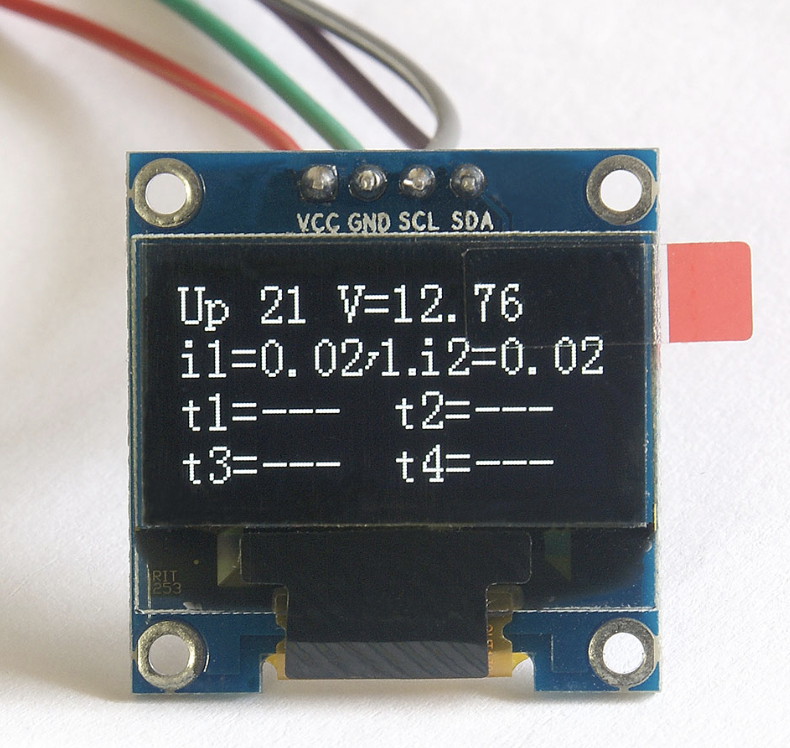 VCC GND SCL SDA
Up 21 V=12.76
i1=0.02,1.i2=0.02
t1=--- t2=---
t3=--- t4=---
RIT
253